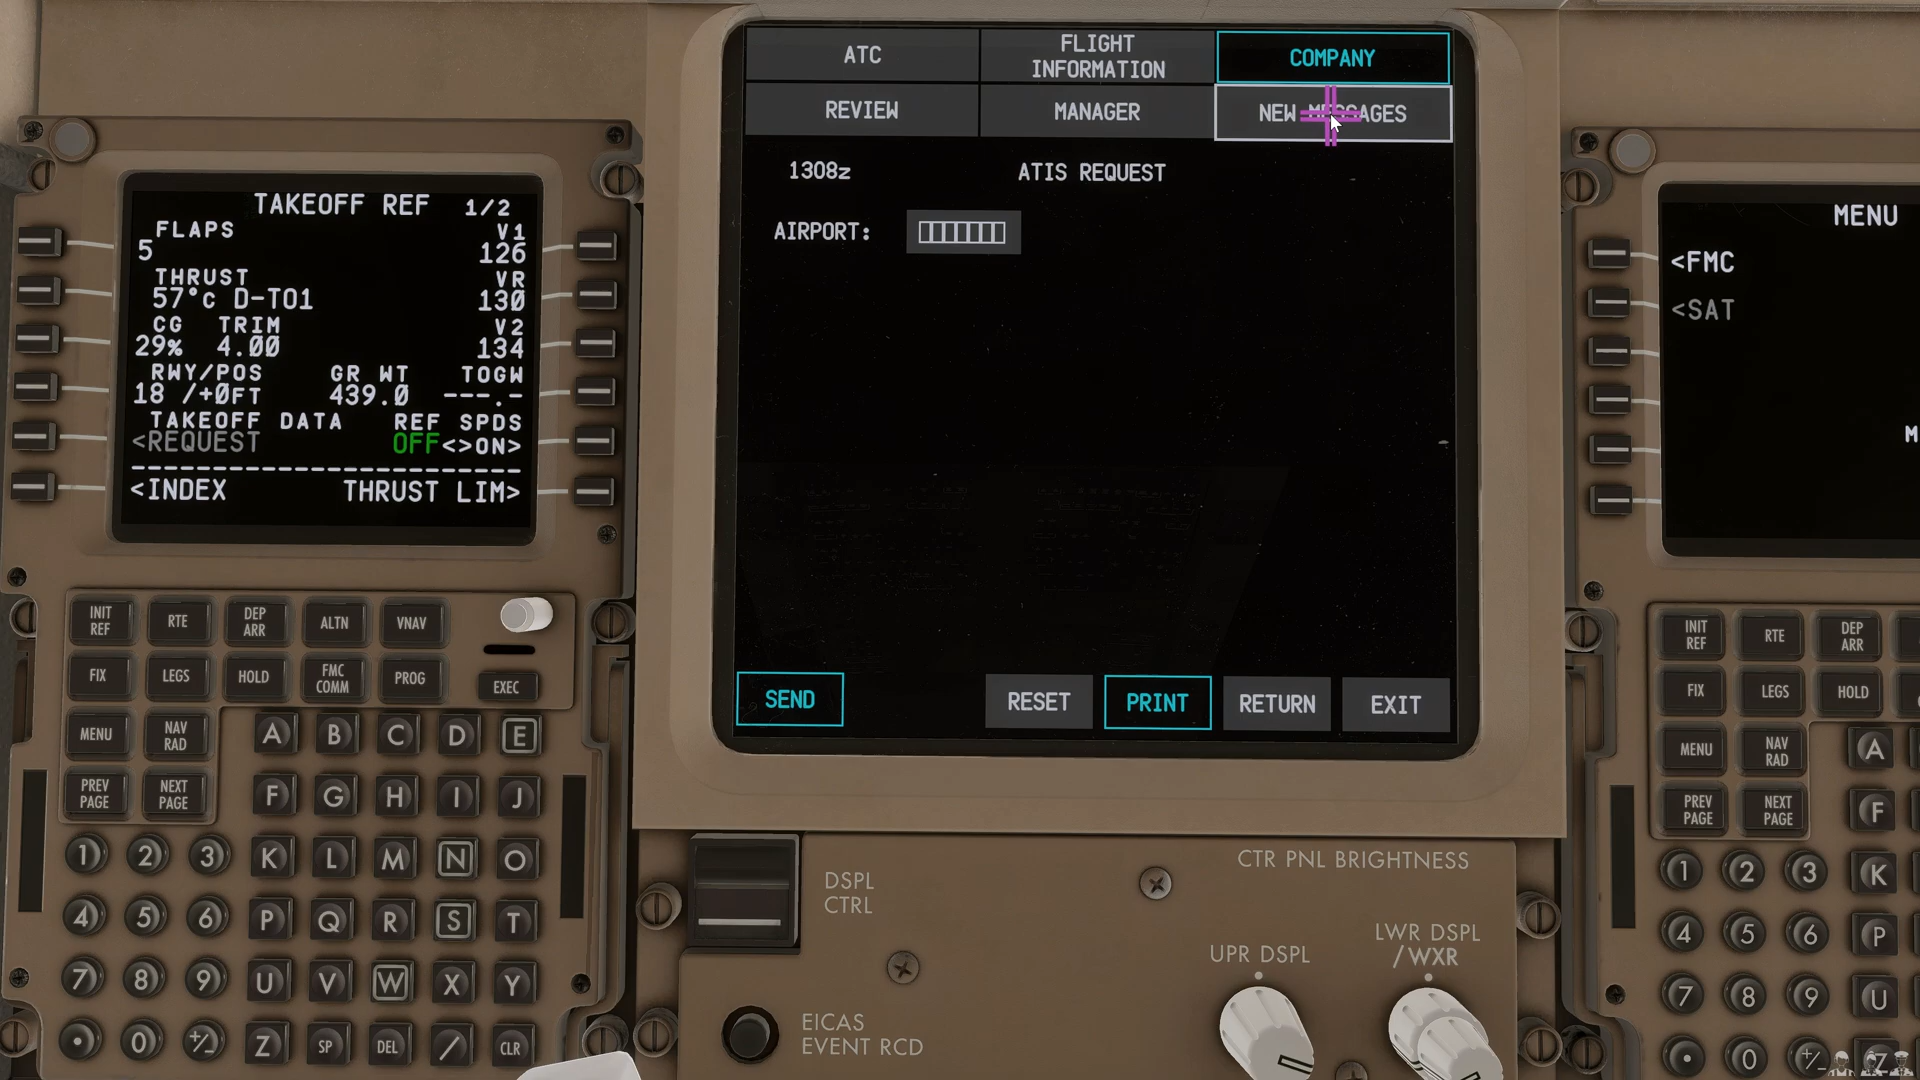 ATC
FLIGHT
INFORMATION
COMPANY
REVIEW
MANAGER
NEW MESSAGES
1308z
ATIS REQUEST
AIRPORT:
SEND
RESET
PRINT
RETURN
EXIT
TAKEOFF REF 1/2
FLAPS V1
5 126
THRUST VR
57°c D-TO1 130
CG TRIM V2
29% 4.00 134
RWY/POS GR WT TOGW
18 /+0FT 439.0 ---.-
TAKEOFF DATA REF SPDS
<REQUEST OFF<>ON>
--------------------------
<INDEX THRUST LIM>
INIT
REF
RTE
DEP
ARR
ALTN
VNAV
FIX
LEGS
HOLD
FMC
COMM
PROG
EXEC
MENU
NAV
RAD
PREV
PAGE
NEXT
PAGE
A B C D E
F G H I J
1 2 3 K L M N O
4 5 6 P Q R S T
7 8 9 U V W X Y
. 0 +/- Z SP DEL / CLR
DSPL
CTRL
CTR PNL BRIGHTNESS
UPR DSPL
LWR DSPL
/WXR
EICAS
EVENT RCD
MENU
<FMC
<SAT
M
INIT
REF
RTE
DEP
ARR
FIX
LEGS
HOLD
MENU
NAV
RAD
A
PREV
PAGE
NEXT
PAGE
F
1 2 3 K
4 5 6 P
7 8 9 U
. 0 +/- Z